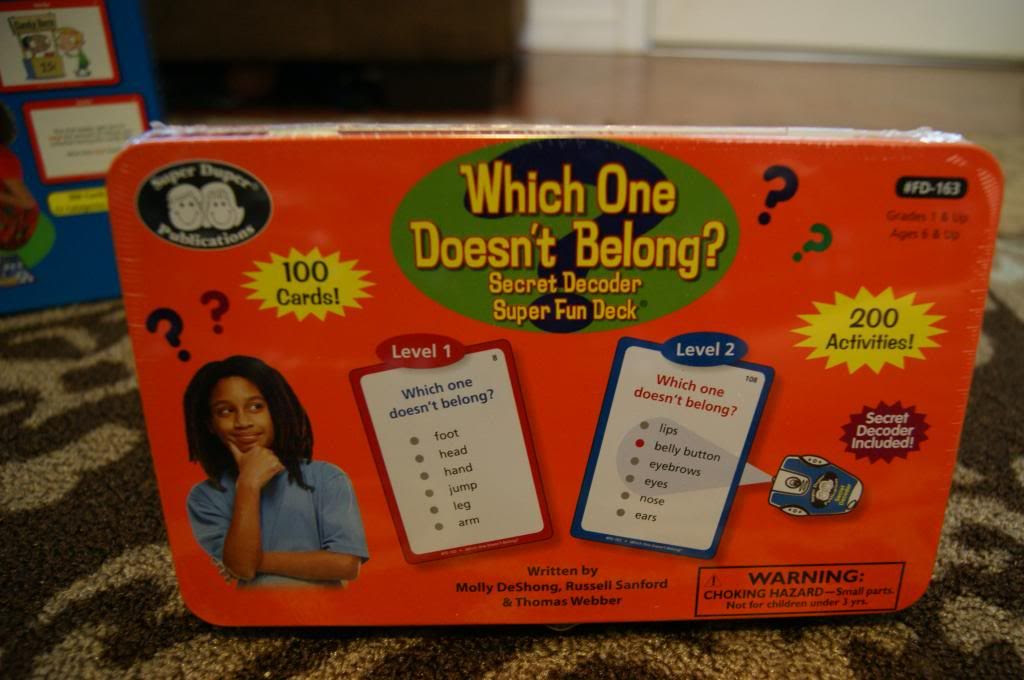 Super Duper®
Publications
Which One
Doesn't Belong?
Secret Decoder
Super Fun Deck®
#FD-163
Grades 1 & Up
Ages 6 & Up
100
Cards!
200
Activities!
Level 1
8
Which one
doesn't belong?
foot
head
hand
jump
leg
arm
Level 2
108
Which one
doesn't belong?
lips
belly button
eyebrows
eyes
nose
ears
Secret
Decoder
Included!
Written by
Molly DeShong, Russell Sanford
& Thomas Webber
WARNING:
CHOKING HAZARD—Small parts.
Not for children under 3 yrs.